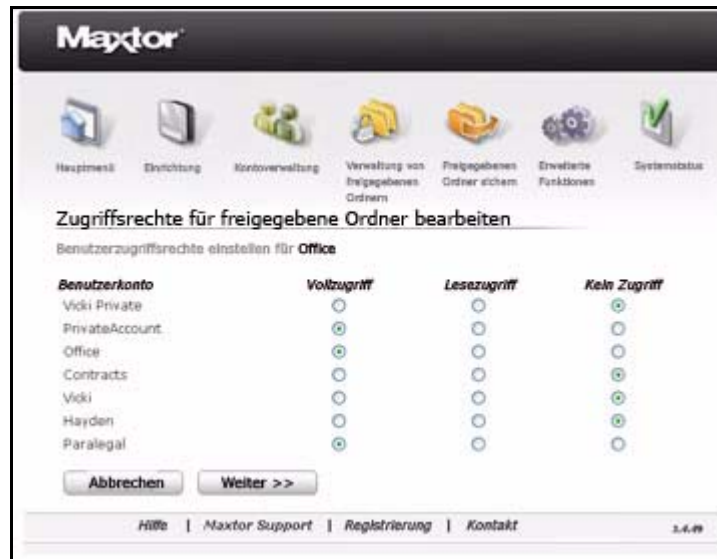 Maxtor
Hauptmenü Einrichtung Kontoverwaltung Verwaltung von freigegebenen Ordnern Freigegebenen Ordner sichern Erweiterte Funktionen Systemstatus
Zugriffsrechte für freigegebene Ordner bearbeiten
Benutzerzugriffsrechte einstellen für Office
Benutzerkonto Vollzugriff Lesezugriff Kein Zugriff
Vicki Private
PrivateAccount
Office
Contracts
Vicki
Hayden
Paralegal
Abbrechen Weiter >>
Hilfe | Maxtor Support | Registrierung | Kontakt